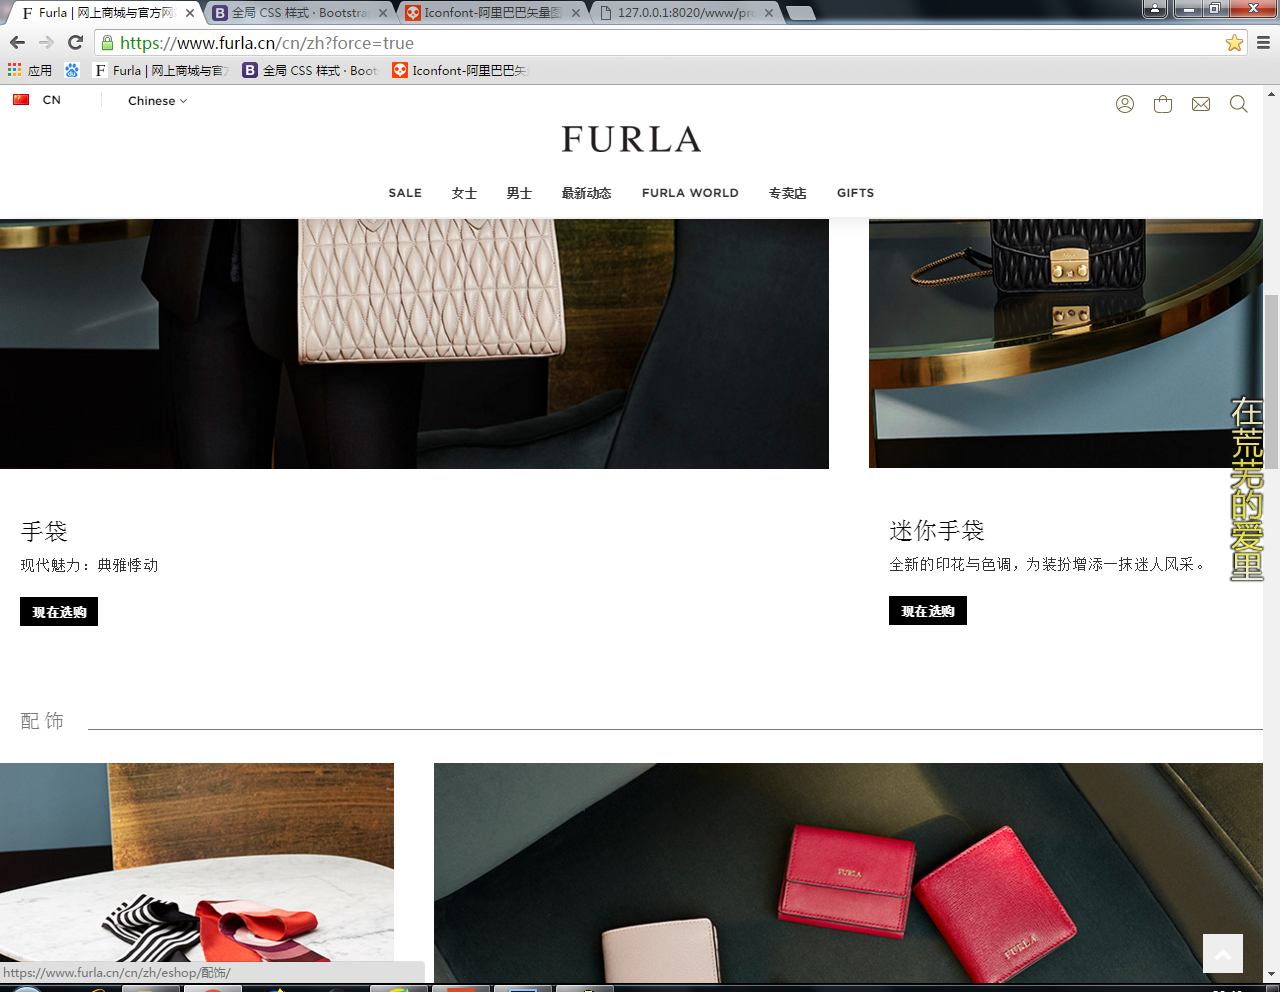 Furla | 网上商城与官方网
全局 CSS 样式 · Bootstra
Iconfont-阿里巴巴矢量图
127.0.0.1:8020/www/pro
https://www.furla.cn/cn/zh?force=true
应用
Furla | 网上商城与官方
全局 CSS 样式 · Boots
Iconfont-阿里巴巴矢
CN
Chinese
FURLA
SALE 女士 男士 最新动态 FURLA WORLD 专卖店 GIFTS
在荒芜的爱里
手袋
现代魅力：典雅悸动
现在选购
迷你手袋
全新的印花与色调，为装扮增添一抹迷人风采。
现在选购
配 饰
FURLA
FURLA
https://www.furla.cn/cn/zh/eshop/配饰/